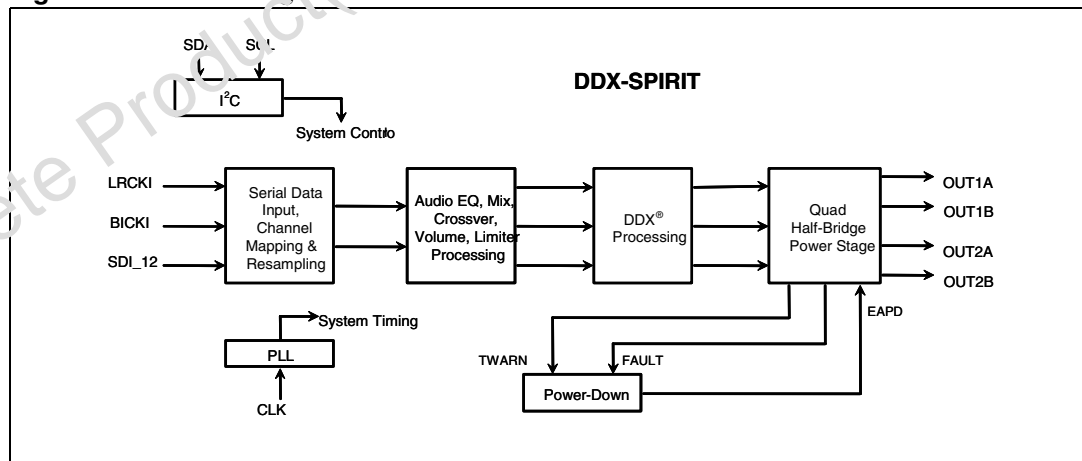 SDA SCL
DDX-SPIRIT
I²C
System Contro
LRCKI
BICKI
SDI_12
Serial Data
Input,
Channel
Mapping &
Resampling
Audio EQ, Mix,
Crossver,
Volume, Limiter
Processing
DDX®
Processing
Quad
Half-Bridge
Power Stage
OUT1A
OUT1B
OUT2A
OUT2B
EAPD
System Timing
PLL
CLK
TWARN
FAULT
Power-Down